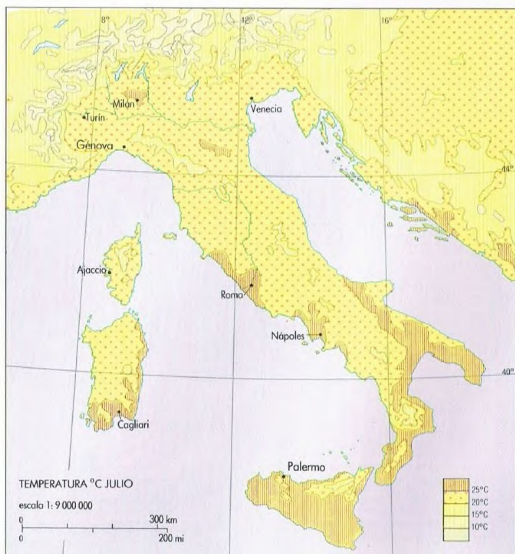 8°
12°
16°
Milán
Turín
Venecia
Génova
44°
Ajaccio
Roma
Nápoles
40°
Cagliari
Palermo
TEMPERATURA °C JULIO
escala 1: 9 000 000
0 300 km
0 200 mi
25°C
20°C
15°C
10°C